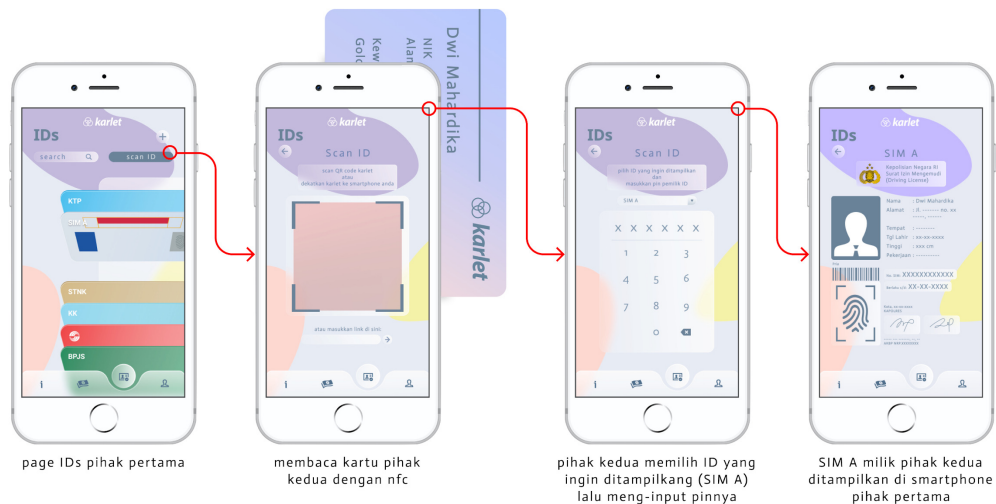 Dwi Mahardika
NIK
Alam
Kew
Gold
karlet
karlet
IDs
search
scan ID
KTP
SIM A
STNK
KK
BPJS
page IDs pihak pertama
karlet
IDs
Scan ID
scan QR code karlet
atau
dekatkan karlet ke smartphone anda
atau masukkan link di sini:
membaca kartu pihak
kedua dengan nfc
karlet
IDs
Scan ID
pilih ID yang ingin ditampilkan
dan
masukkan pin pemilik ID
SIM A
X X X X X X
1 2 3
4 5 6
7 8 9
0
pihak kedua memilih ID yang
ingin ditampilkang (SIM A)
lalu meng-input pinnya
karlet
IDs
SIM A
Kepolisian Negara RI
Surat Izin Mengemudi
(Driving License)
Nama : Dwi Mahardika
Alamat : Jl. -------- no. xx
Tempat : --------
Tgl Lahir : xx-xx-xxxx
Tinggi : xxx cm
Pekerjaan : --------
No. SIM. XXXXXXXXXXXX
Berlaku s/d. XX-XX-XXXX
SIM A milik pihak kedua
ditampilkan di smartphone
pihak pertama